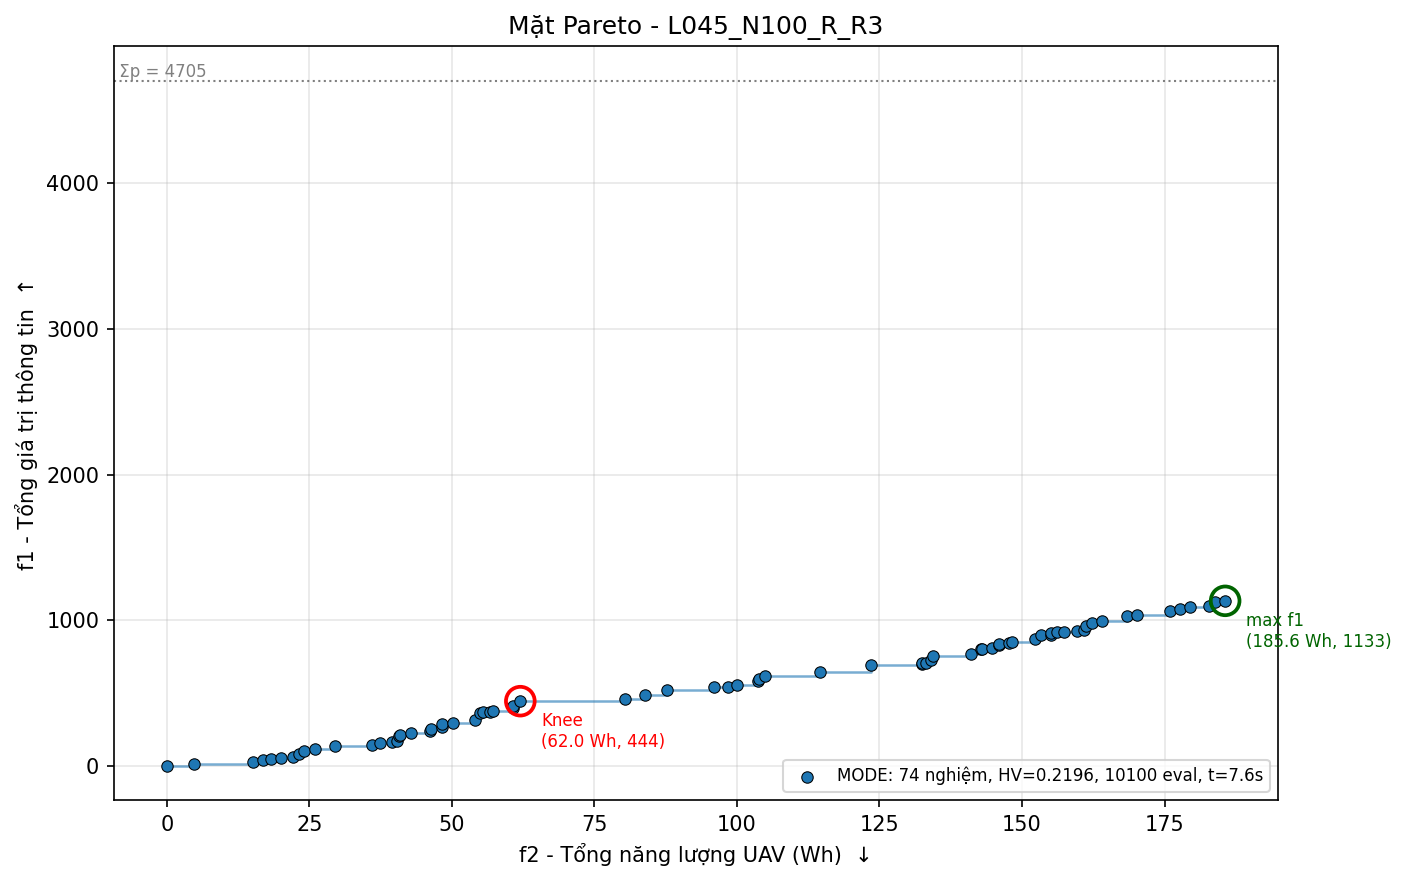 Mặt Pareto - L045_N100_R_R3
Σp = 4705
4000
3000
2000
1000
0
f1 - Tổng giá trị thông tin ↑
max f1
(185.6 Wh, 1133)
Knee
(62.0 Wh, 444)
MODE: 74 nghiệm, HV=0.2196, 10100 eval, t=7.6s
0 25 50 75 100 125 150 175
f2 - Tổng năng lượng UAV (Wh) ↓